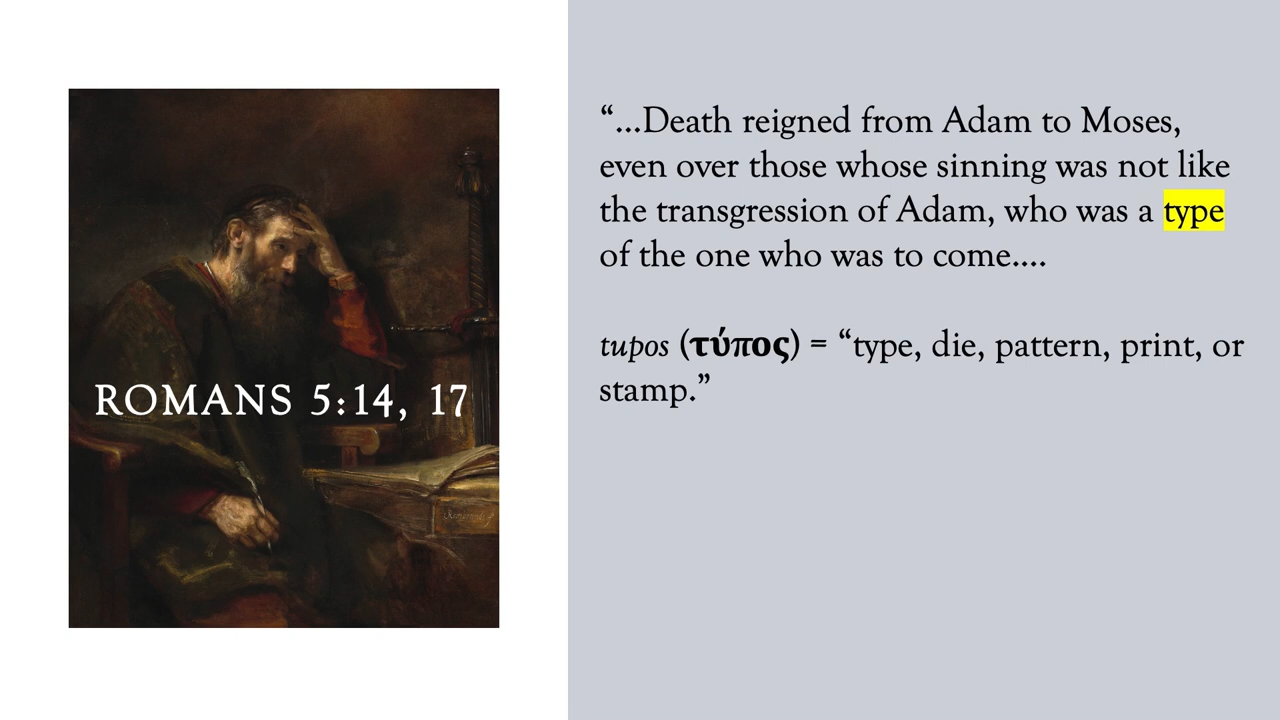 ROMANS 5:14, 17
“...Death reigned from Adam to Moses,
even over those whose sinning was not like
the transgression of Adam, who was a type
of the one who was to come....
tupos (τύπος) = “type, die, pattern, print, or
stamp.”